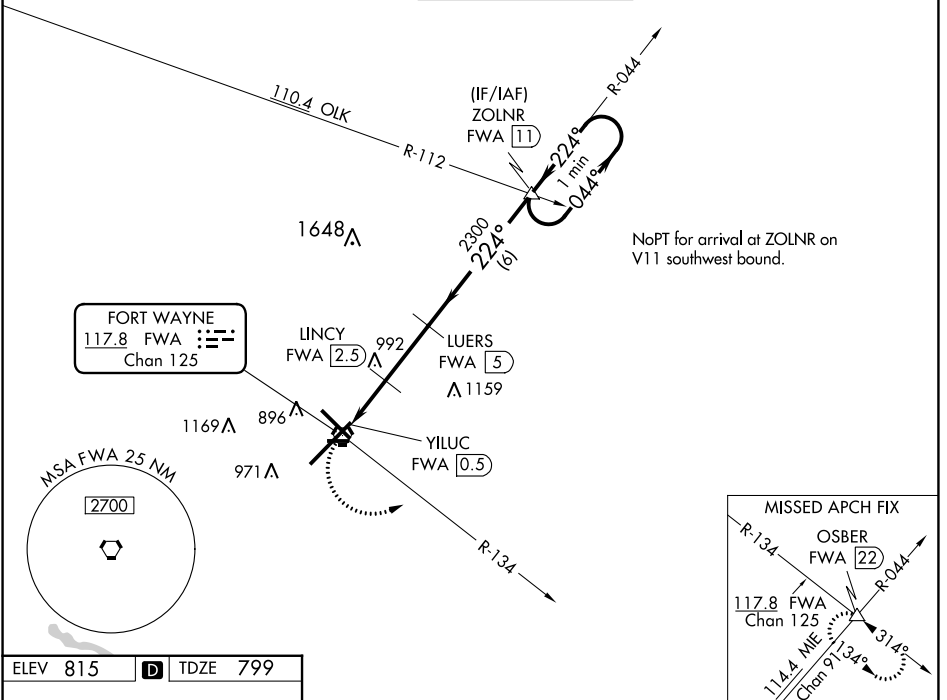 110.4 OLK
R-112
(IF/IAF)
ZOLNR
FWA 11
R-044
224°
1 min
044°
1648
2300
224°
(6)
NoPT for arrival at ZOLNR on
V11 southwest bound.
FORT WAYNE
117.8 FWA
Chan 125
LINCY
FWA 2.5
992
LUERS
FWA 5
1159
1169
896
971
YILUC
FWA 0.5
MSA FWA 25 NM
2700
R-134
MISSED APCH FIX
R-134
OSBER
FWA 22
R-044
117.8 FWA
Chan 125
314°
134°
114.4 MIE
Chan 91
ELEV 815 D TDZE 799